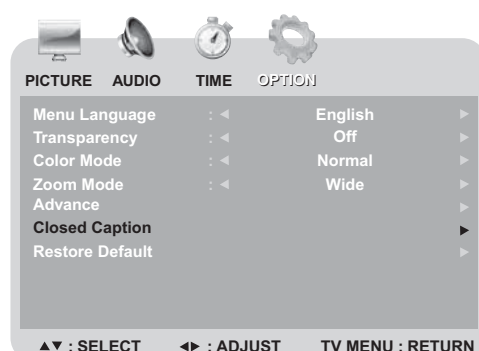 PICTURE AUDIO TIME OPTION
Menu Language : ◄ English ►
Transparency : ◄ Off ►
Color Mode : ◄ Normal ►
Zoom Mode : ◄ Wide ►
Advance ►
Closed Caption ►
Restore Default ►
▲▼ : SELECT ◄► : ADJUST TV MENU : RETURN